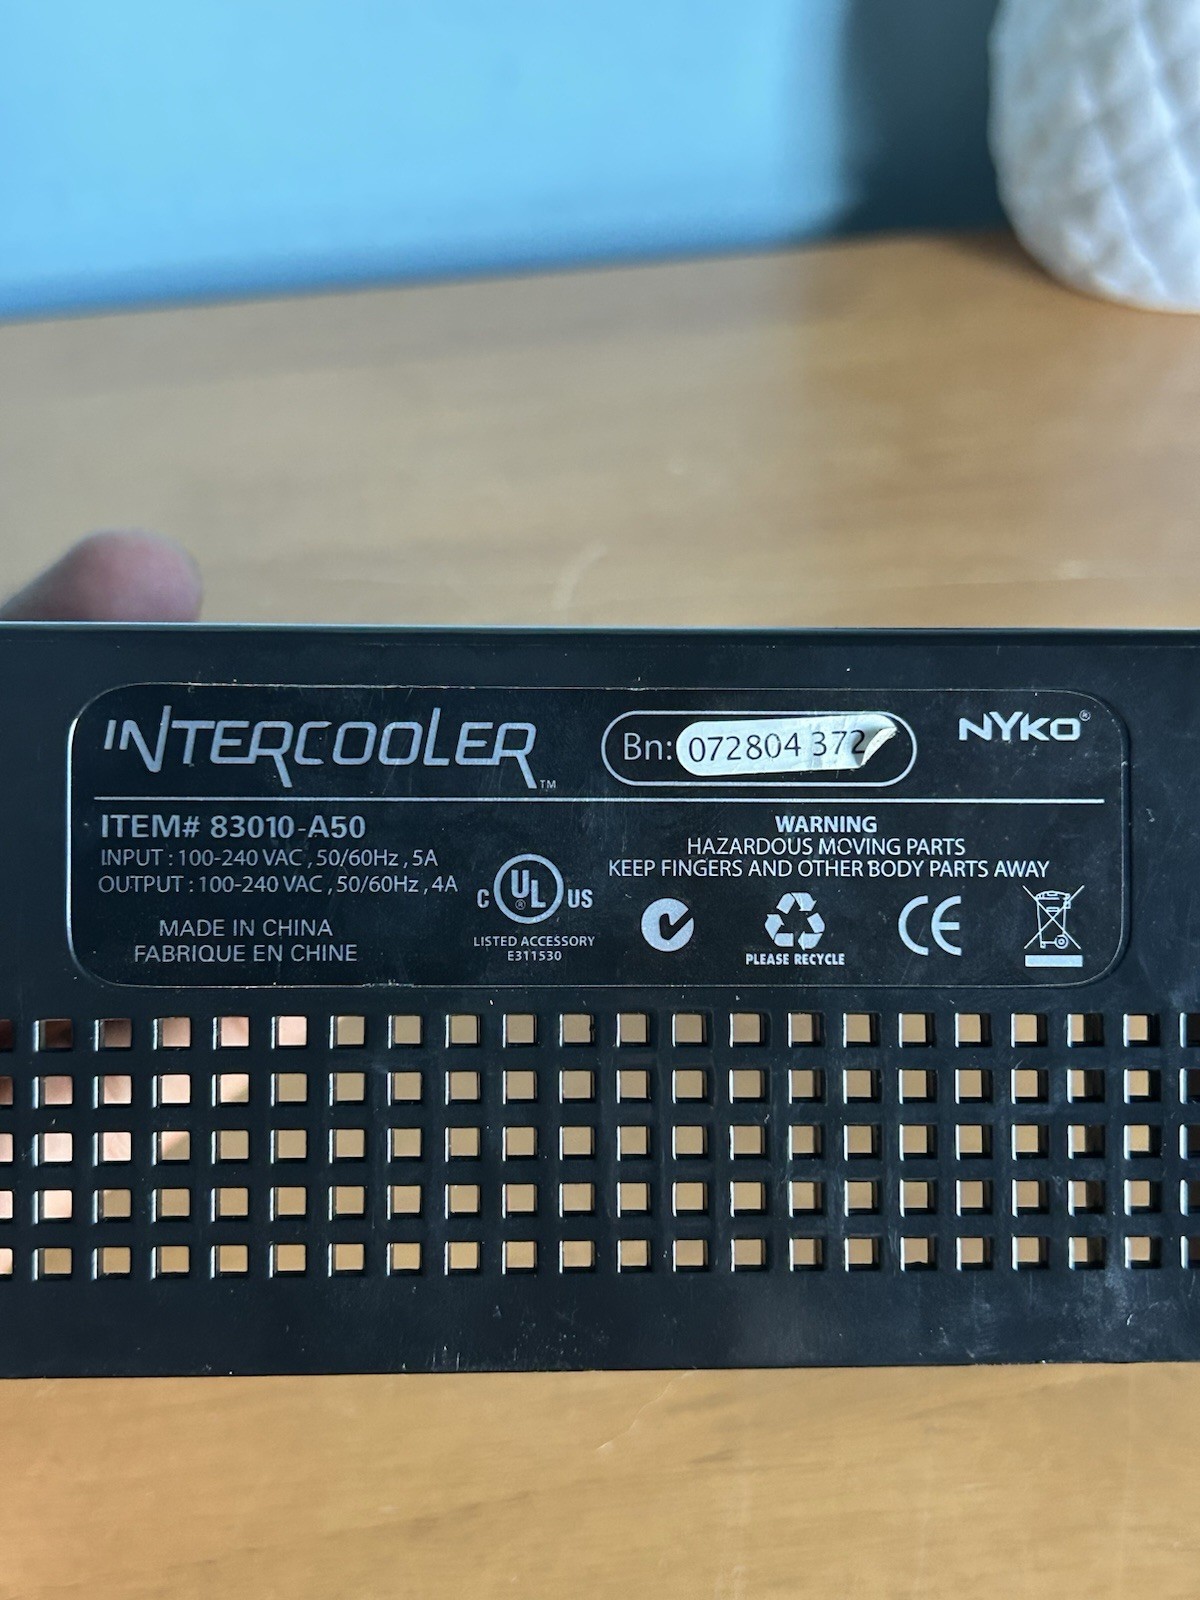 INTERCOOLER™
Bn: 072804 372
NYKO®
ITEM# 83010-A50
INPUT : 100-240 VAC , 50/60Hz , 5A
OUTPUT : 100-240 VAC , 50/60Hz , 4A
MADE IN CHINA
FABRIQUE EN CHINE
C UL® US
LISTED ACCESSORY
E311530
WARNING
HAZARDOUS MOVING PARTS
KEEP FINGERS AND OTHER BODY PARTS AWAY
PLEASE RECYCLE
CE